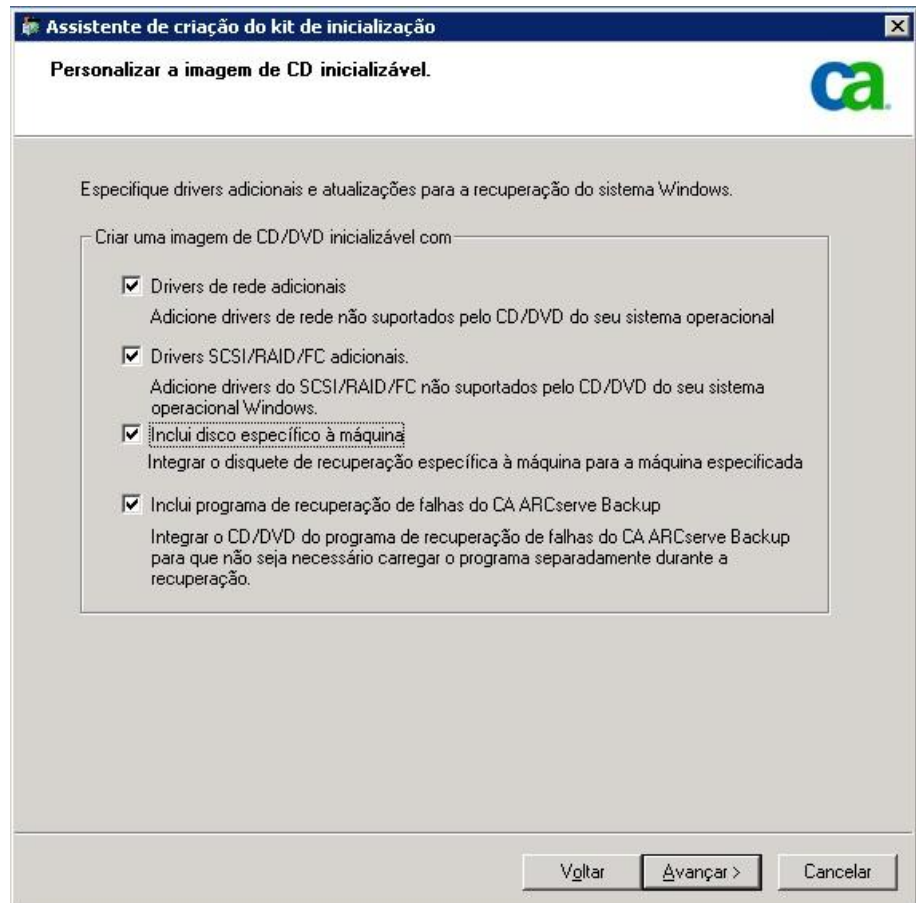 Assistente de criação do kit de inicialização
Personalizar a imagem de CD inicializável.
ca
Especifique drivers adicionais e atualizações para a recuperação do sistema Windows.
Criar uma imagem de CD/DVD inicializável com
Drivers de rede adicionais
Adicione drivers de rede não suportados pelo CD/DVD do seu sistema operacional
Drivers SCSI/RAID/FC adicionais.
Adicione drivers do SCSI/RAID/FC não suportados pelo CD/DVD do seu sistema
operacional Windows.
Inclui disco específico à máquina
Integrar o disquete de recuperação específica à máquina para a máquina especificada
Inclui programa de recuperação de falhas do CA ARCserve Backup
Integrar o CD/DVD do programa de recuperação de falhas do CA ARCserve Backup
para que não seja necessário carregar o programa separadamente durante a
recuperação.
Voltar
Avançar >
Cancelar